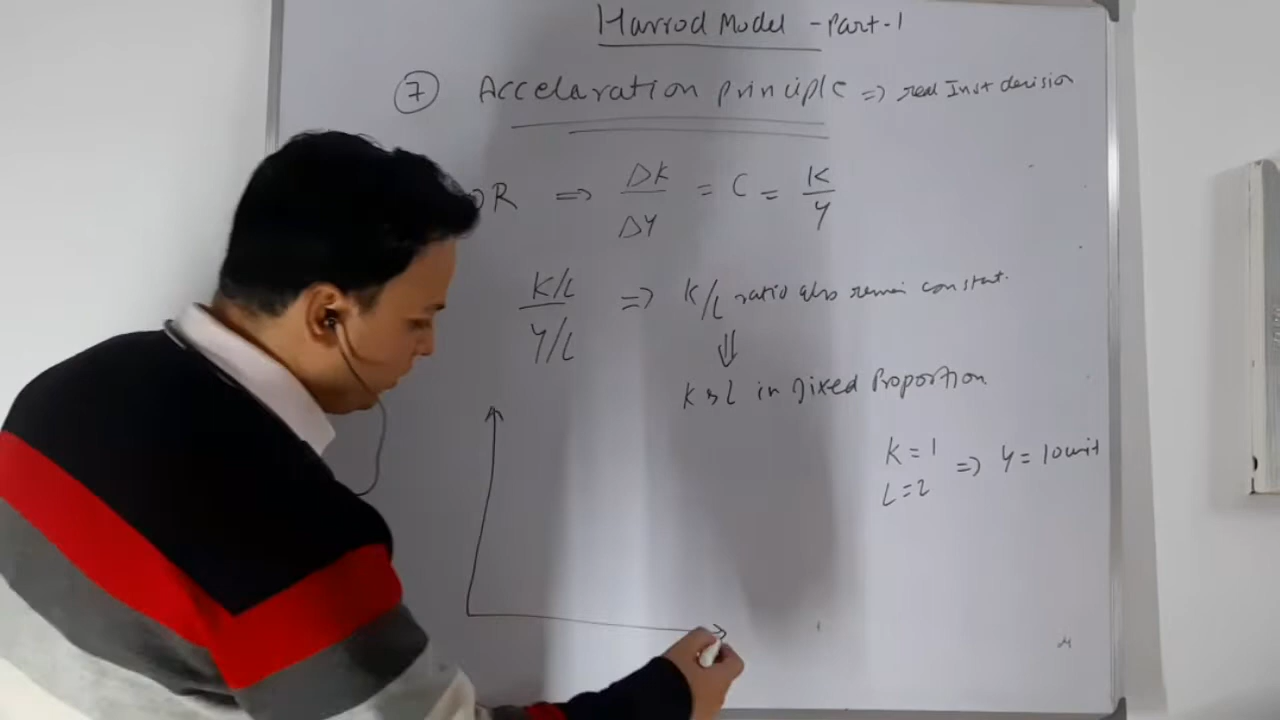 Harrod Model - Part-1
⑦ Accelaration principle => real Inst decision
OR => ΔK/ΔY = C = K/Y
K/L / Y/L => K/L ratio also remain constant.
⇓
K & L in fixed Proportion
K = 1
L = 2 => Y = 10 unit